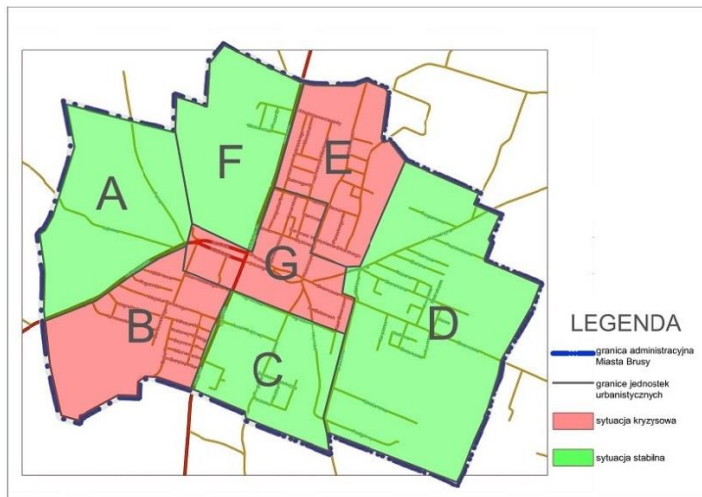 F
E
A
G
D
B
C
LEGENDA
granica administracyjna
Miasta Brusy
granice jednostek
urbanistycznych
sytuacja kryzysowa
sytuacja stabilna